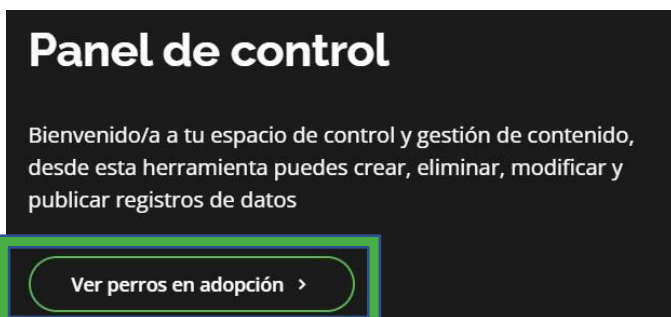 Panel de control
Bienvenido/a a tu espacio de control y gestión de contenido,
desde esta herramienta puedes crear, eliminar, modificar y
publicar registros de datos
Ver perros en adopción >